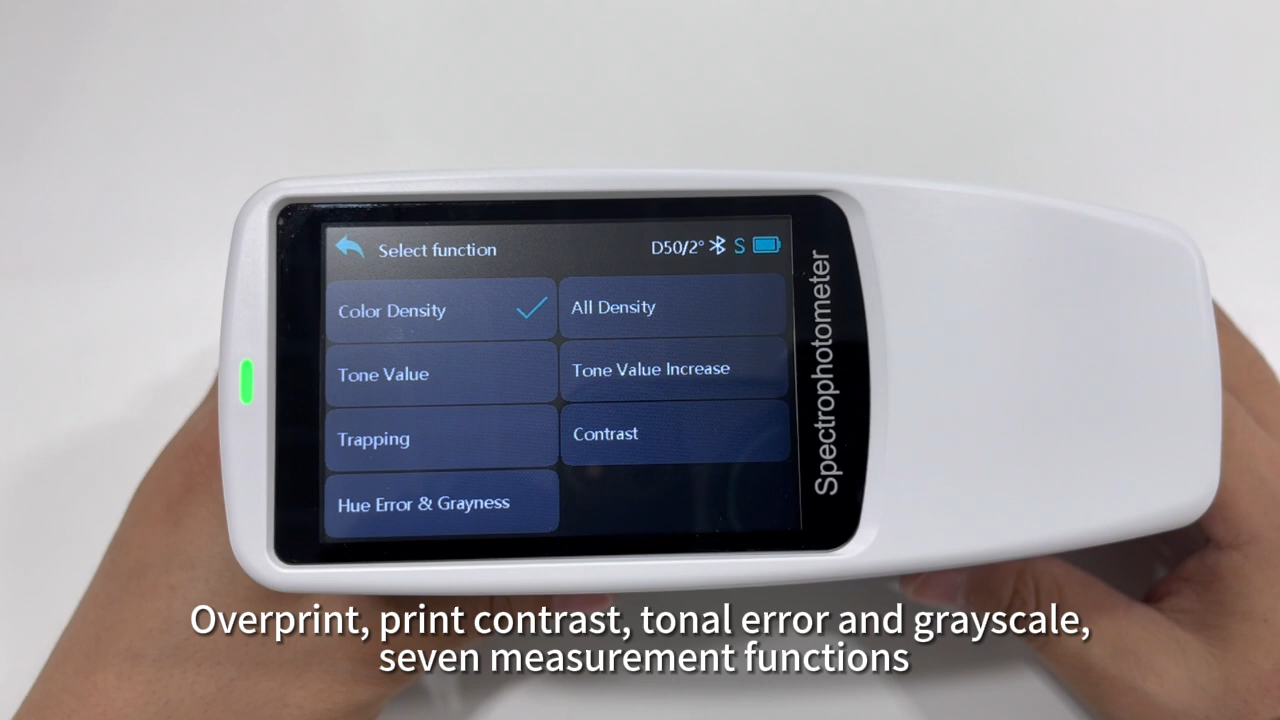 Select function
D50/2° S
Color Density
All Density
Tone Value
Tone Value Increase
Trapping
Contrast
Hue Error & Grayness
Spectrophotometer
Overprint, print contrast, tonal error and grayscale,
seven measurement functions